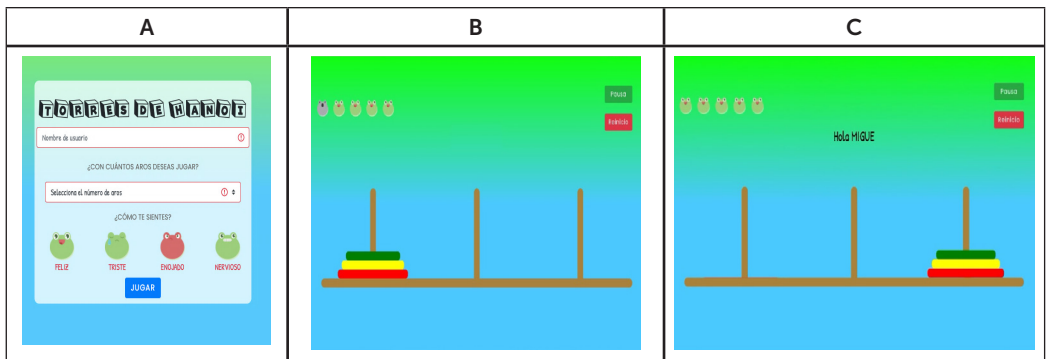 A
B
C
TORRES DE HANOI
Nombre de usuario
¿CON CUÁNTOS AROS DESEAS JUGAR?
Selecciona el número de aros
¿CÓMO TE SIENTES?
FELIZ
TRISTE
ENOJADO
NERVIOSO
JUGAR
Pausa
Reinicio
Pausa
Reinicio
Hola MIGUE